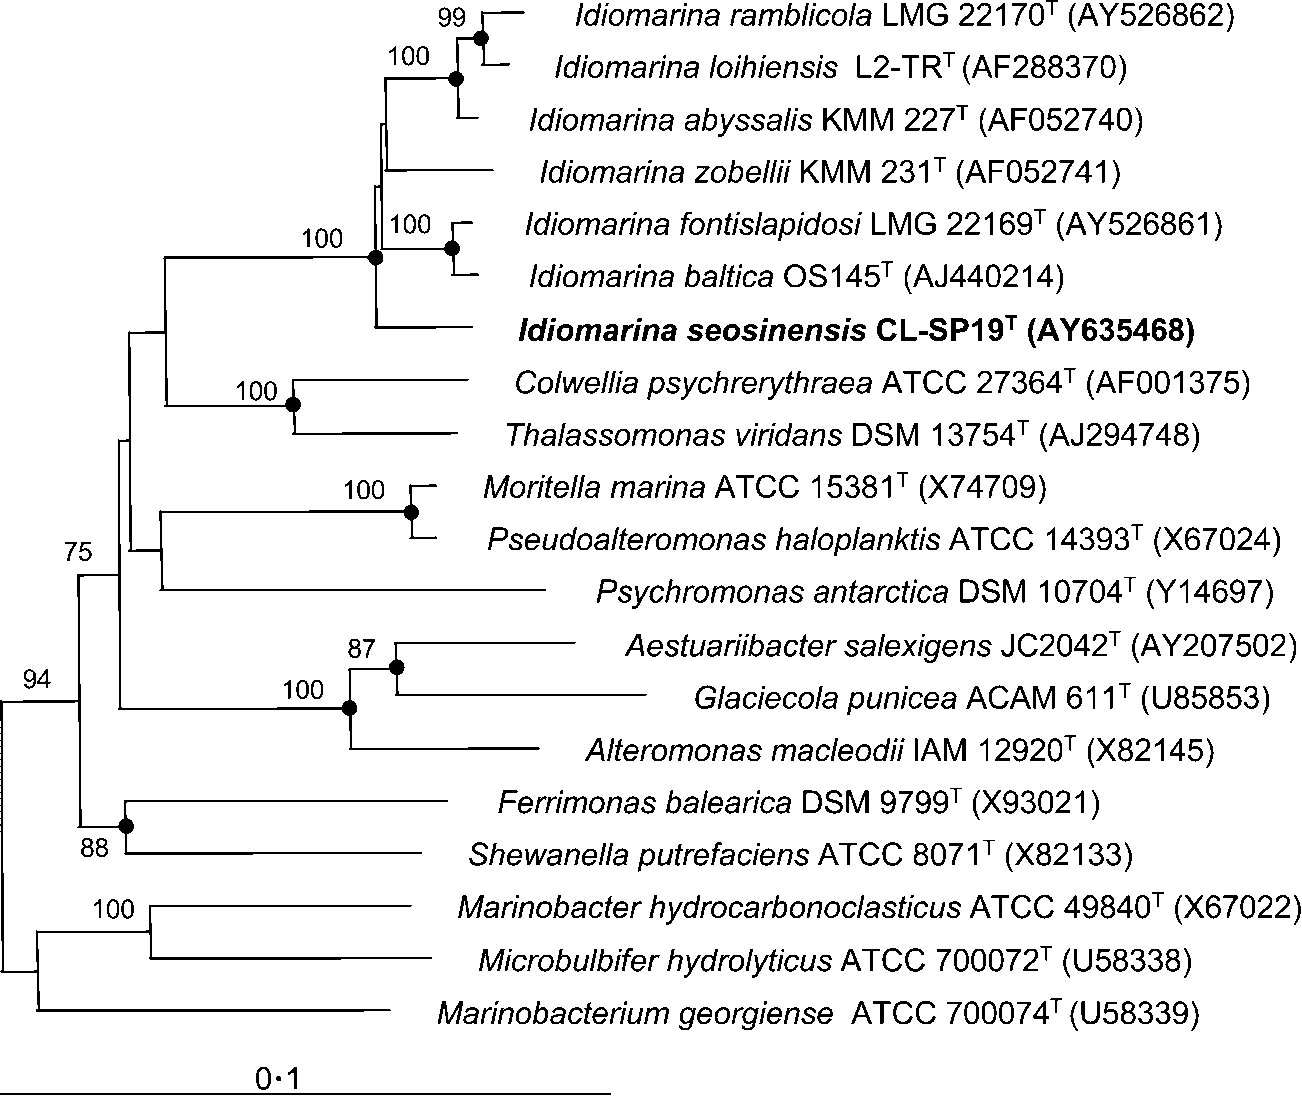 99 Idiomarina ramblicola LMG 22170ᵀ (AY526862)
100 Idiomarina loihiensis L2-TRᵀ (AF288370)
Idiomarina abyssalis KMM 227ᵀ (AF052740)
Idiomarina zobellii KMM 231ᵀ (AF052741)
100 Idiomarina fontislapidosi LMG 22169ᵀ (AY526861)
100
Idiomarina baltica OS145ᵀ (AJ440214)
Idiomarina seosinensis CL-SP19ᵀ (AY635468)
100 Colwellia psychrerythraea ATCC 27364ᵀ (AF001375)
Thalassomonas viridans DSM 13754ᵀ (AJ294748)
100 Moritella marina ATCC 15381ᵀ (X74709)
Pseudoalteromonas haloplanktis ATCC 14393ᵀ (X67024)
75
Psychromonas antarctica DSM 10704ᵀ (Y14697)
87 Aestuariibacter salexigens JC2042ᵀ (AY207502)
94 100 Glaciecola punicea ACAM 611ᵀ (U85853)
Alteromonas macleodii IAM 12920ᵀ (X82145)
Ferrimonas balearica DSM 9799ᵀ (X93021)
88 Shewanella putrefaciens ATCC 8071ᵀ (X82133)
100 Marinobacter hydrocarbonoclasticus ATCC 49840ᵀ (X67022)
Microbulbifer hydrolyticus ATCC 700072ᵀ (U58338)
Marinobacterium georgiense ATCC 700074ᵀ (U58339)
0·1